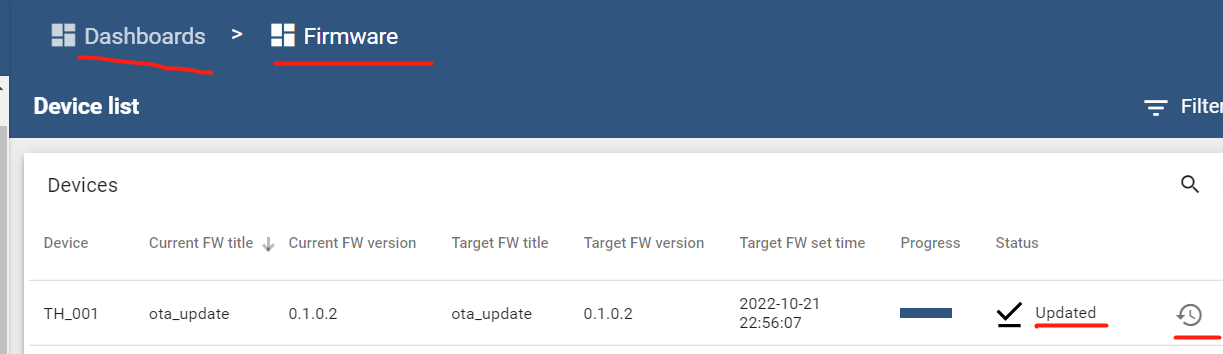 Dashboards > Firmware
Device list
Filter
Devices
Device Current FW title Current FW version Target FW title Target FW version Target FW set time Progress Status
TH_001 ota_update 0.1.0.2 ota_update 0.1.0.2 2022-10-21 Updated
22:56:07